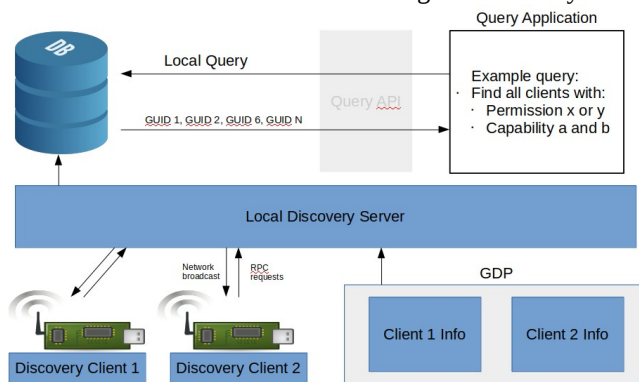 Query Application
DB
Local Query
Example query:
· Find all clients with:
· Permission x or y
· Capability a and b
Query API
GUID 1, GUID 2, GUID 6, GUID N
Local Discovery Server
Network
broadcast
RPC
requests
GDP
Client 1 Info
Client 2 Info
Discovery Client 1
Discovery Client 2